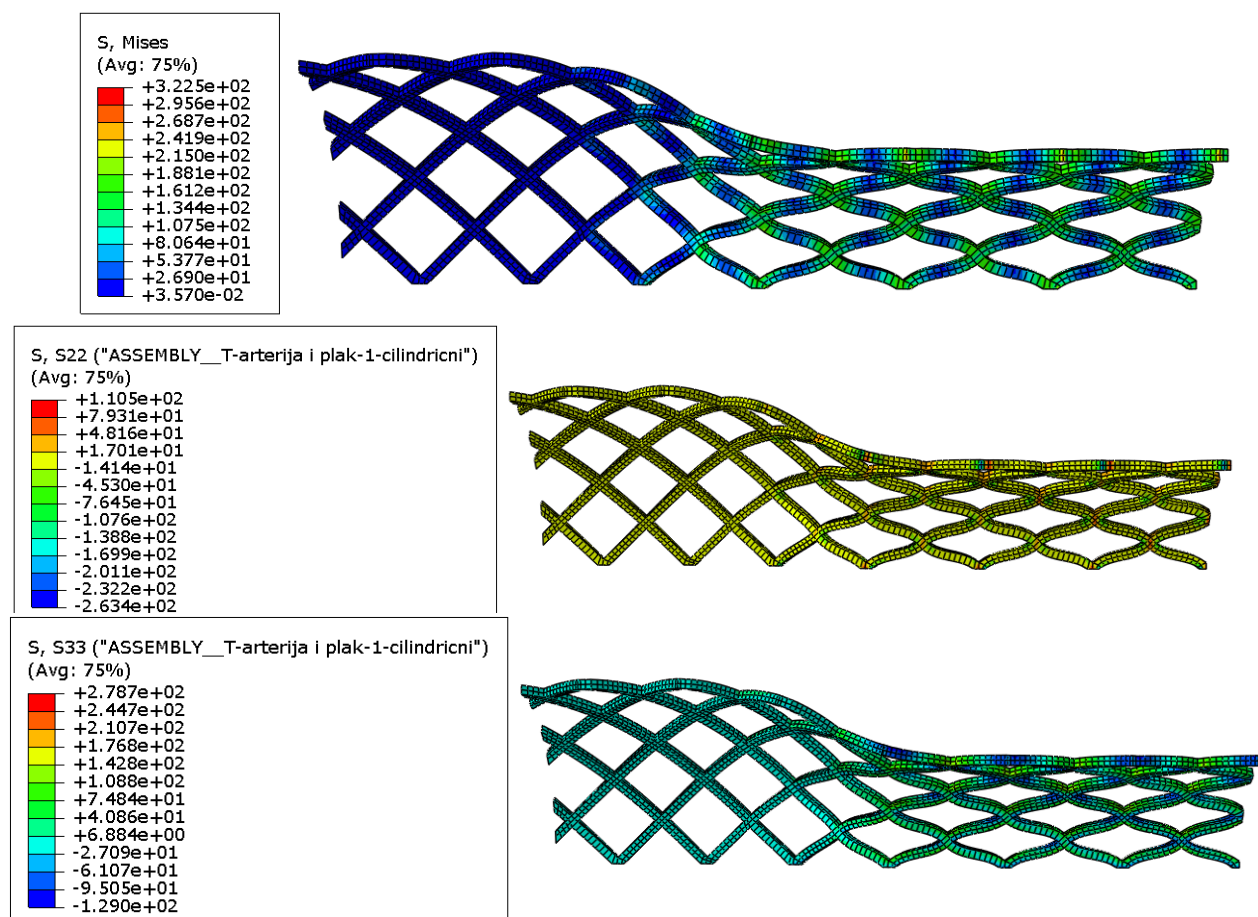 S, Mises
(Avg: 75%)
+3.225e+02
+2.956e+02
+2.687e+02
+2.419e+02
+2.150e+02
+1.881e+02
+1.612e+02
+1.344e+02
+1.075e+02
+8.064e+01
+5.377e+01
+2.690e+01
+3.570e-02
S, S22 ("ASSEMBLY__T-arterija i plak-1-cilindricni")
(Avg: 75%)
+1.105e+02
+7.931e+01
+4.816e+01
+1.701e+01
-1.414e+01
-4.530e+01
-7.645e+01
-1.076e+02
-1.388e+02
-1.699e+02
-2.011e+02
-2.322e+02
-2.634e+02
S, S33 ("ASSEMBLY__T-arterija i plak-1-cilindricni")
(Avg: 75%)
+2.787e+02
+2.447e+02
+2.107e+02
+1.768e+02
+1.428e+02
+1.088e+02
+7.484e+01
+4.086e+01
+6.884e+00
-2.709e+01
-6.107e+01
-9.505e+01
-1.290e+02